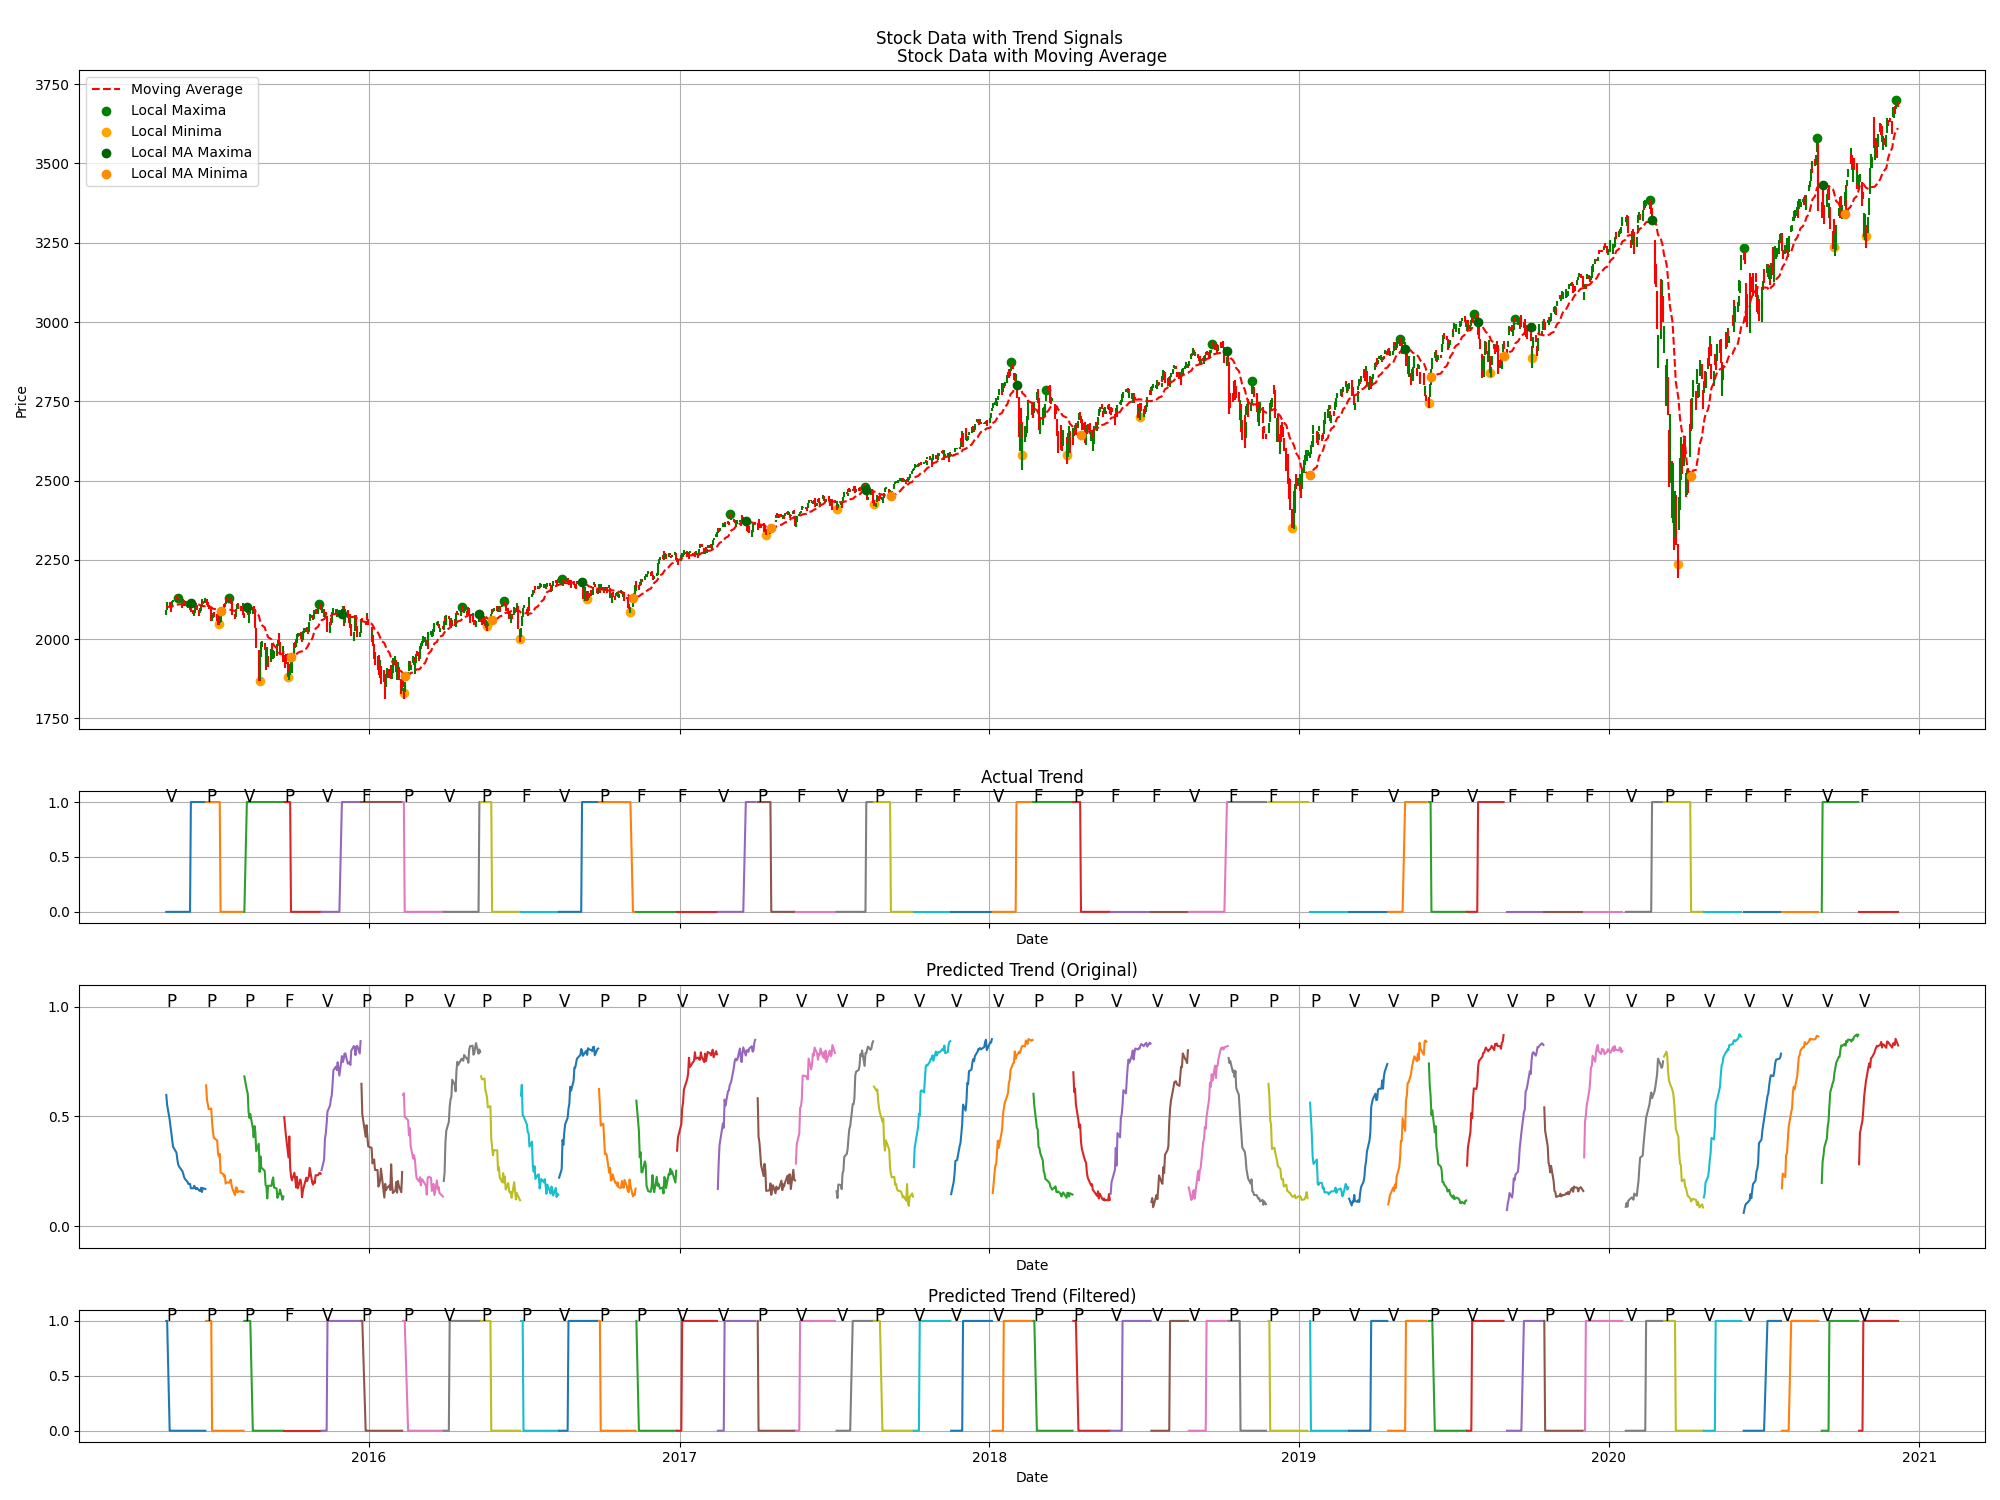 Stock Data with Trend Signals
Stock Data with Moving Average
3750
3500
3250
3000
2750
2500
2250
2000
1750
Price
Moving Average
Local Maxima
Local Minima
Local MA Maxima
Local MA Minima
Actual Trend
V P V P V F P V P F V P F F V P F V P F F V F P F F V F F F F V P V F F F V P F F F V F
1.0
0.5
0.0
Date
Predicted Trend (Original)
P P P F V P P V P P V P P V V P V V P V V V P P V V V P P P V V P V V P V V P V V V V V
1.0
0.5
0.0
Date
Predicted Trend (Filtered)
P P P F V P P V P P V P P V V P V V P V V V P P V V V P P P V V P V V P V V P V V V V V
1.0
0.5
0.0
2016 2017 2018 2019 2020 2021
Date